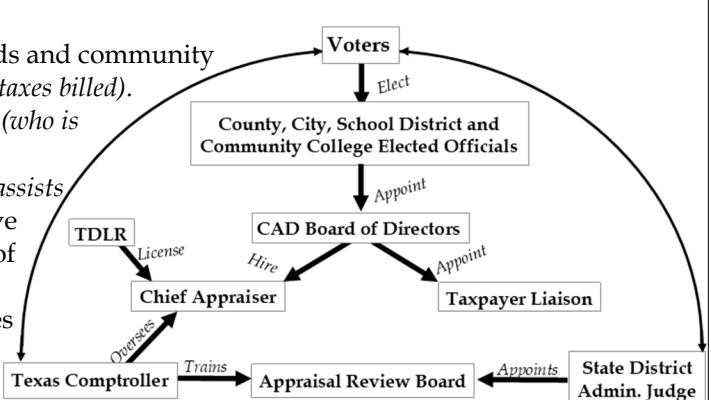 Voters
ds and community
taxes billed).
Elect
(who is
County, City, School District and
Community College Elected Officials
assists
Appoint
ve
CAD Board of Directors
TDLR
of
License
Hire
Appoint
Chief Appraiser
Taxpayer Liaison
es
Oversees
Texas Comptroller
Trains
Appraisal Review Board
Appoints
State District
Admin. Judge